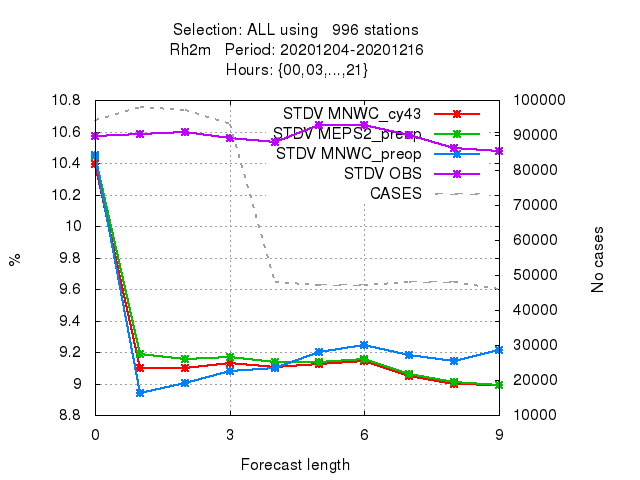 Selection: ALL using   996 stations
Rh2m   Period: 20201204-20201216
Hours: {00,03,...,21}
10.8
10.6
10.4
10.2
10
9.8
9.6
9.4
9.2
9
8.8
100000
90000
80000
70000
60000
50000
40000
30000
20000
10000
STDV MNWC_cy43
STDV MEPS2_preop
STDV MNWC_preop
STDV OBS
CASES
%
No cases
0 3 6 9
Forecast length